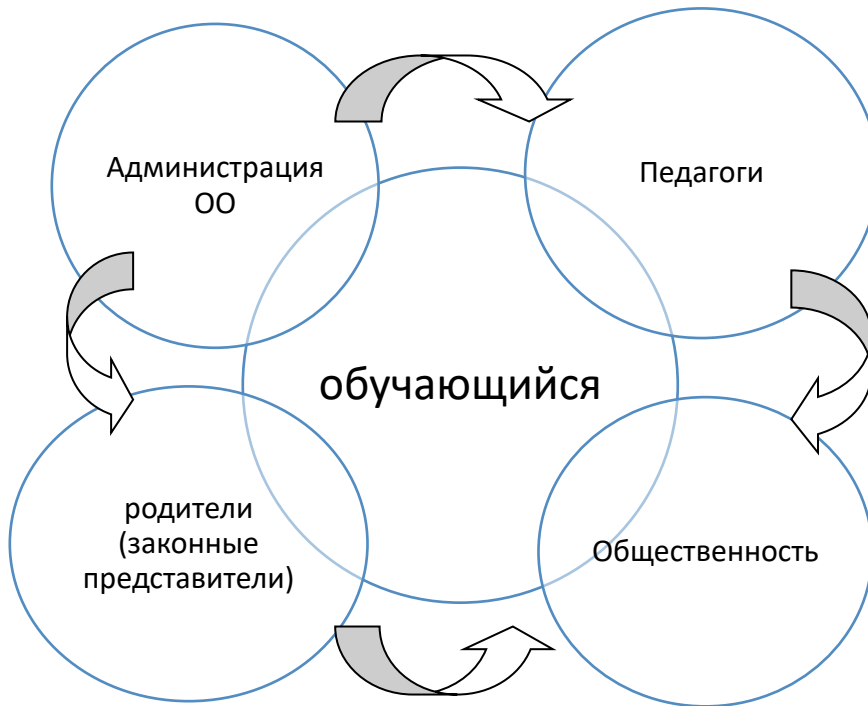 Администрация
ОО
Педагоги
обучающийся
родители
(законные
представители)
Общественность